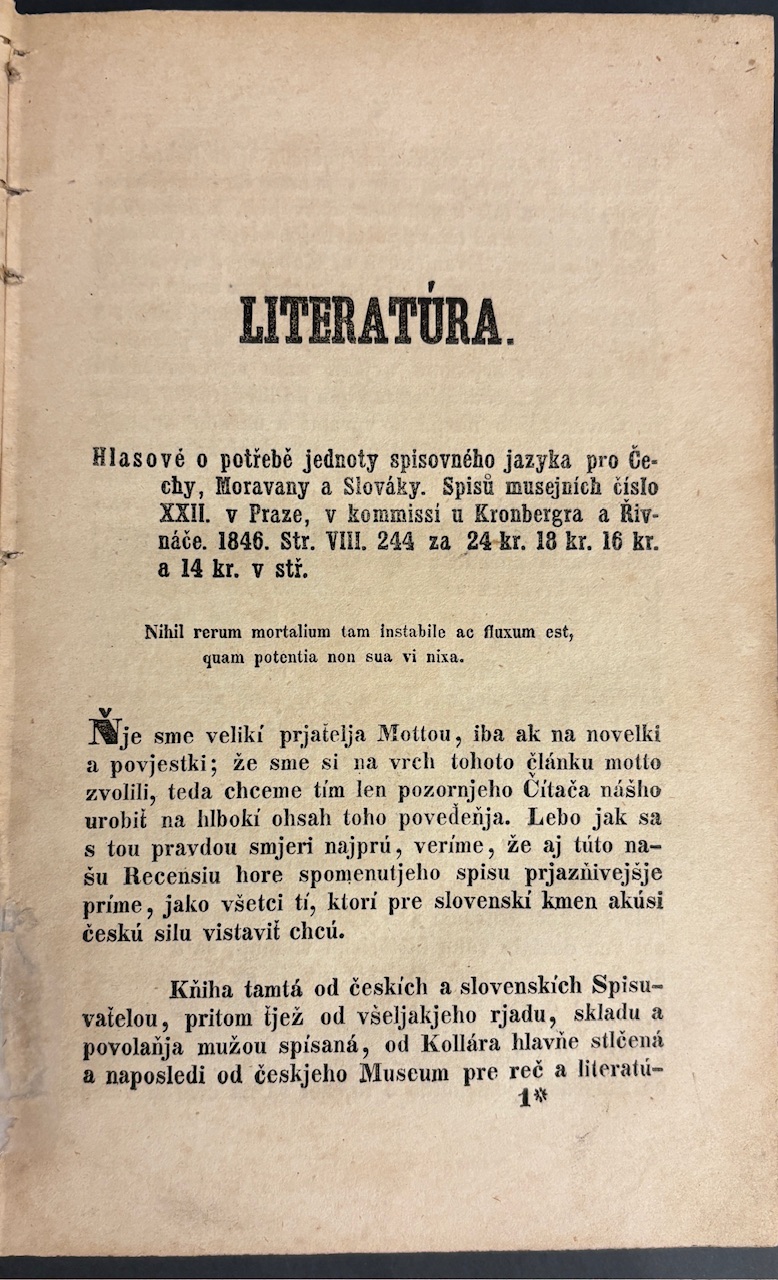 LITERATÚRA.
Hlasové o potřebě jednoty spisovného jazyka pro Če-
chy, Moravany a Slováky. Spisů musejních číslo
XXII. v Praze, v kommissí u Kronbergra a Řiv-
náče. 1846. Str. VIII. 244 za 24 kr. 18 kr. 16 kr.
a 14 kr. v stř.
Nihil rerum mortalium tam instabile ac fluxum est,
quam potentia non sua vi nixa.
Ňje sme velikí prjaťelja Mottou, iba ak na novelki
a povjestki; že sme si na vrch tohoto článku motto
zvolili, teda chceme tím len pozornjeho Čítača nášho
urobiť na hlbokí ohsah toho poveďeňja. Lebo jak sa
s tou pravdou smjeri najprú, veríme, že aj túto na-
šu Recensiu hore spomenutjeho spisu prjazňivejšje
príme, jako všetci tí, ktorí pre slovenskí kmen akúsi
českú silu vistaviť chcú.
Kňiha tamtá od českích a slovenskích Spisu-
vaťelou, pritom ťjež od všeljakjeho rjadu, skladu a
povolaňja mužou spísaná, od Kollára hlavňe stlčená
a naposledi od českjeho Museum pre reč a literatú-
1*